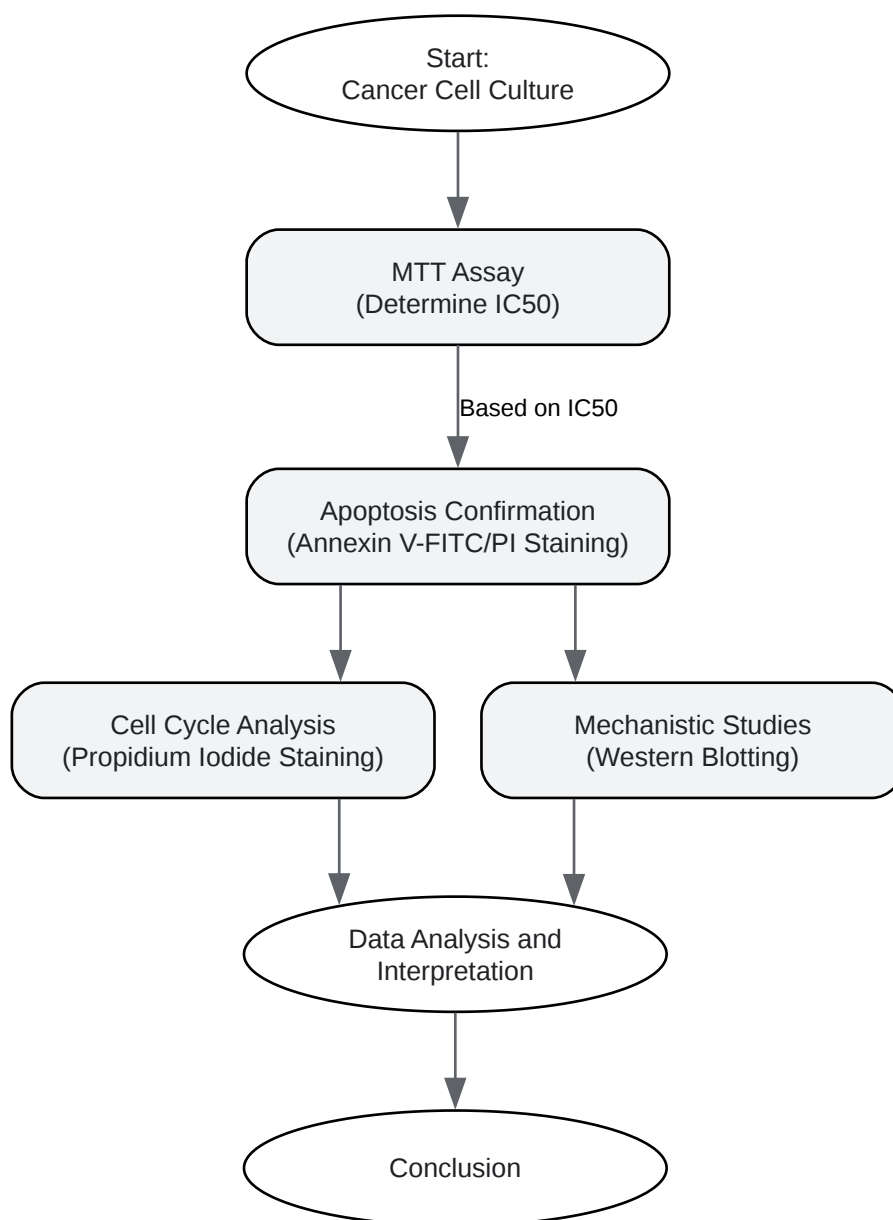 Start:
Cancer Cell Culture
MTT Assay
(Determine IC50)
Based on IC50
Apoptosis Confirmation
(Annexin V-FITC/PI Staining)
Cell Cycle Analysis
(Propidium Iodide Staining)
Mechanistic Studies
(Western Blotting)
Data Analysis and
Interpretation
Conclusion